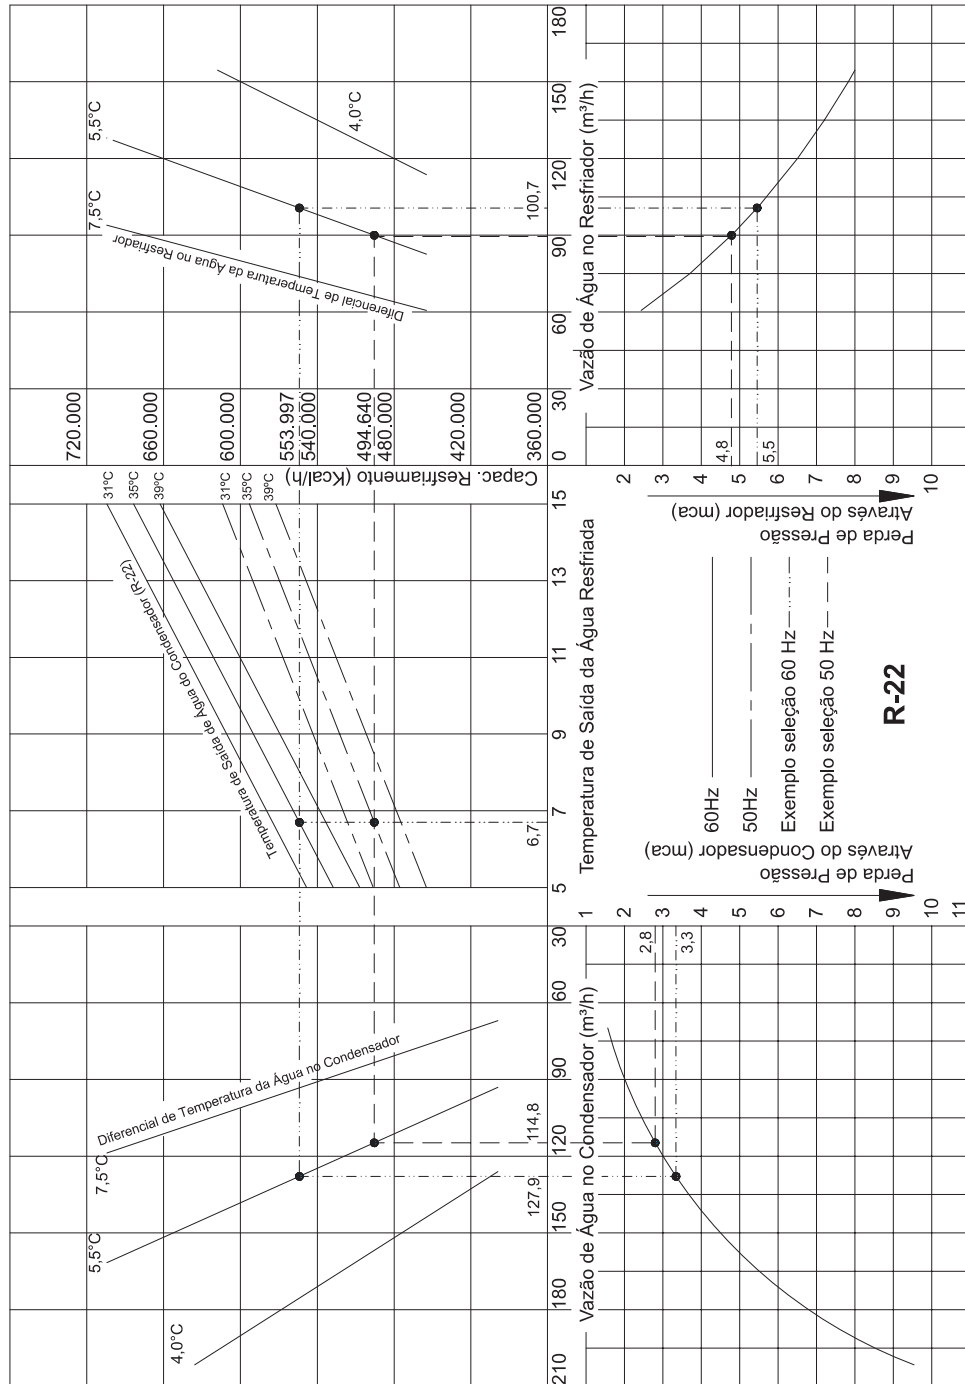 Diferencial de Temperatura da Água no Condensador
7,5°C
5,5°C
4,0°C
210
180
150
120
90
60
30
127,9
114,8
Vazão de Água no Condensador (m³/h)
2,8
3,3
1
2
3
4
5
6
7
8
9
10
11
Perda de Pressão
Através do Condensador (mca)
Temperatura de Saída de Água do Condensador (R-22)
31°C
35°C
39°C
31°C
35°C
39°C
5
7
9
11
13
15
6,7
Temperatura de Saída da Água Resfriada
Capac. Resfriamento (Kcal/h)
720.000
660.000
600.000
553.997
540.000
494.640
480.000
420.000
360.000
60Hz
50Hz
Exemplo seleção 60 Hz
Exemplo seleção 50 Hz
R-22
Diferencial de Temperatura da Água no Resfriador
7,5°C
5,5°C
4,0°C
0
30
60
90
120
150
180
100,7
Vazão de Água no Resfriador (m³/h)
4,8
5,5
2
3
4
5
6
7
8
9
10
Perda de Pressão
Através do Resfriador (mca)